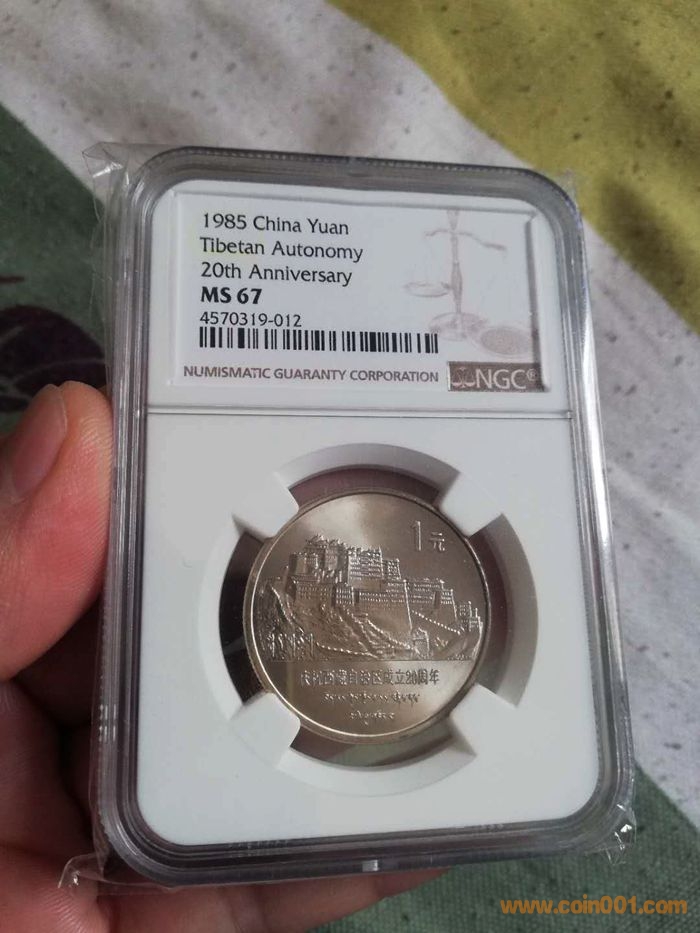 1985 China Yuan
Tibetan Autonomy
20th Anniversary
MS 67
4570319-012
NUMISMATIC GUARANTY CORPORATION
NGC®
1元
庆祝西藏自治区成立20周年
www.coin001.com